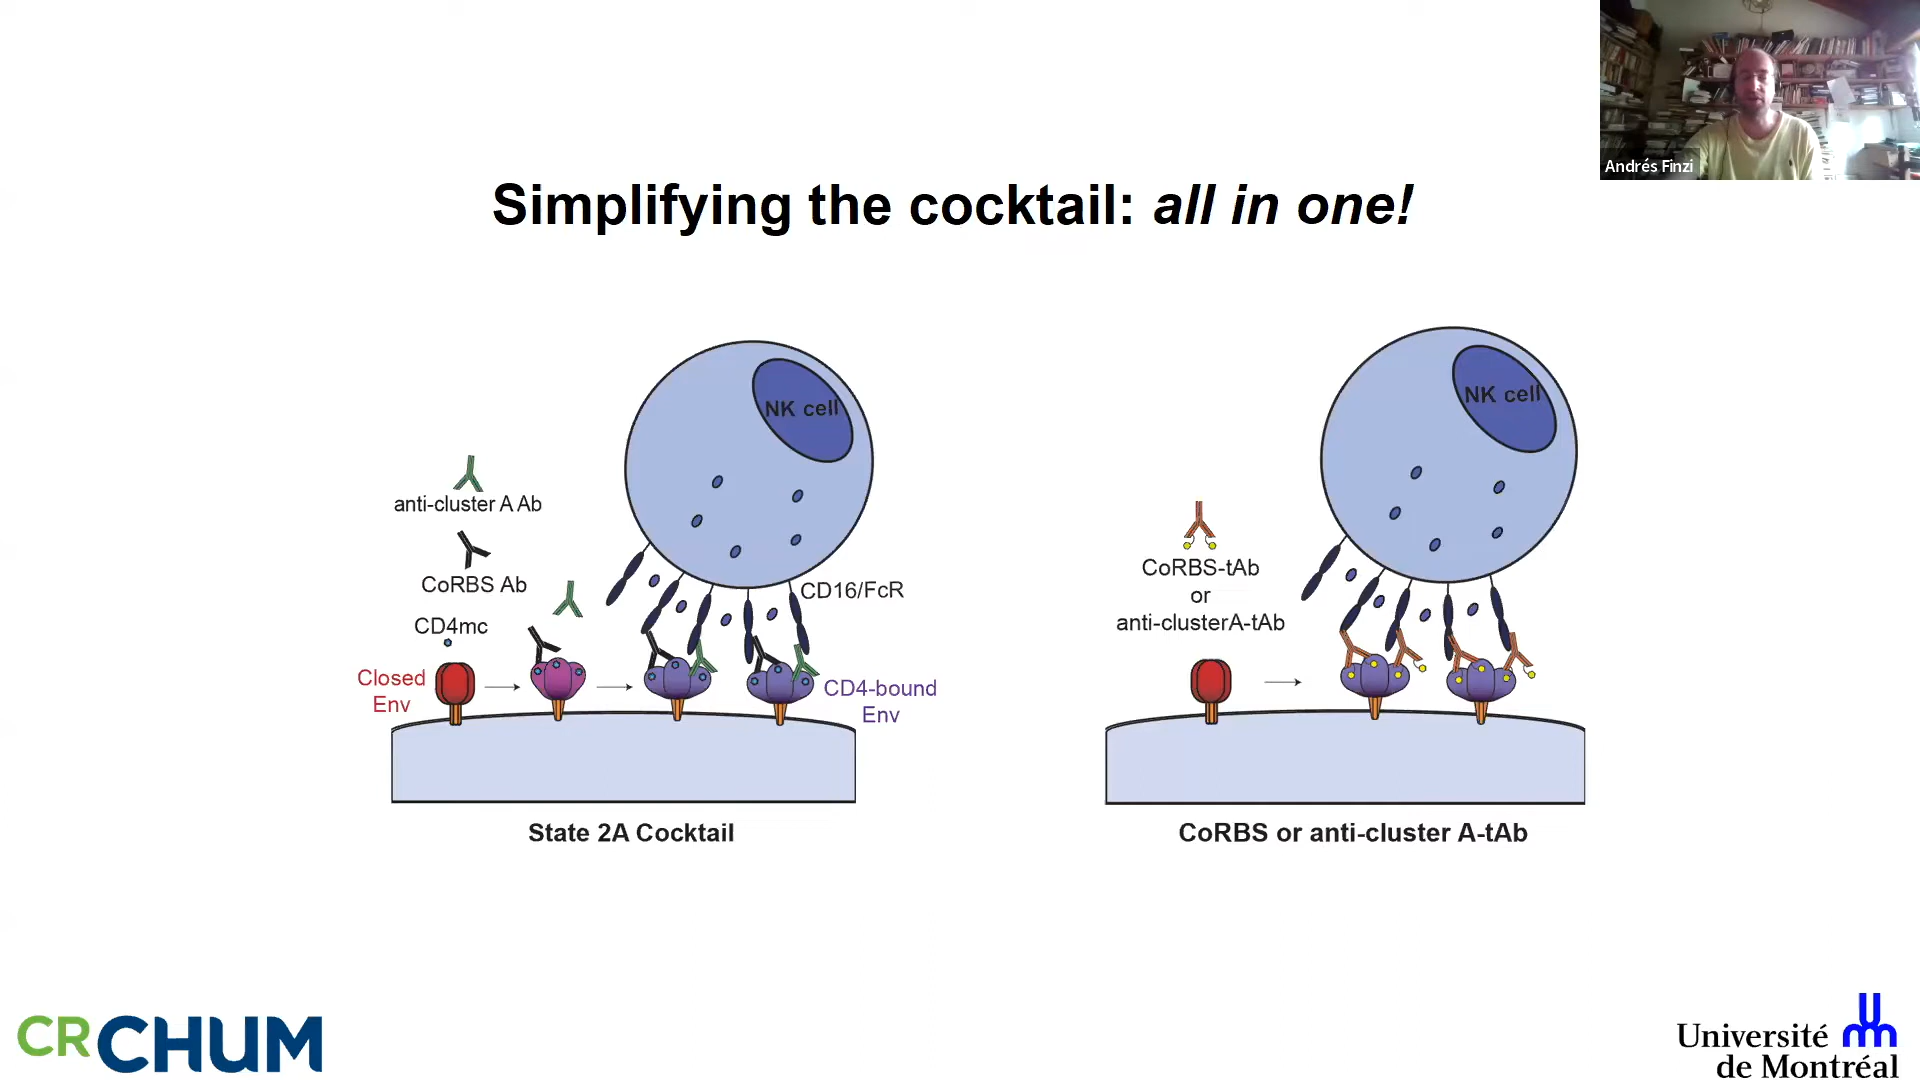 Andrés Finzi
Simplifying the cocktail: all in one!
NK cell
anti-cluster A Ab
CoRBS Ab
CD4mc
Closed
Env
CD16/FcR
CD4-bound
Env
State 2A Cocktail
NK cell
CoRBS-tAb
or
anti-clusterA-tAb
CoRBS or anti-cluster A-tAb
CRCHUM
Université
de Montréal